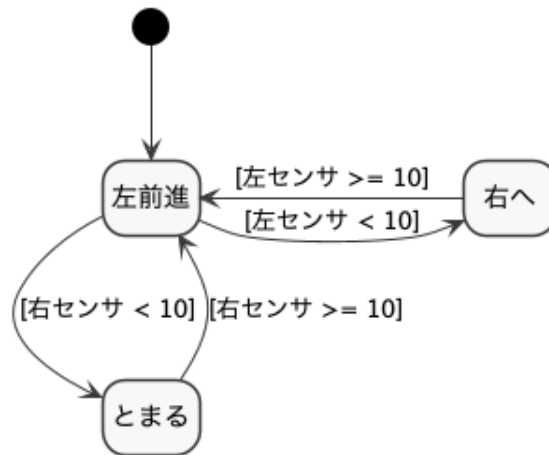 [左センサ >= 10]
左前進
右へ
[左センサ < 10]
[右センサ < 10]
[右センサ >= 10]
とまる